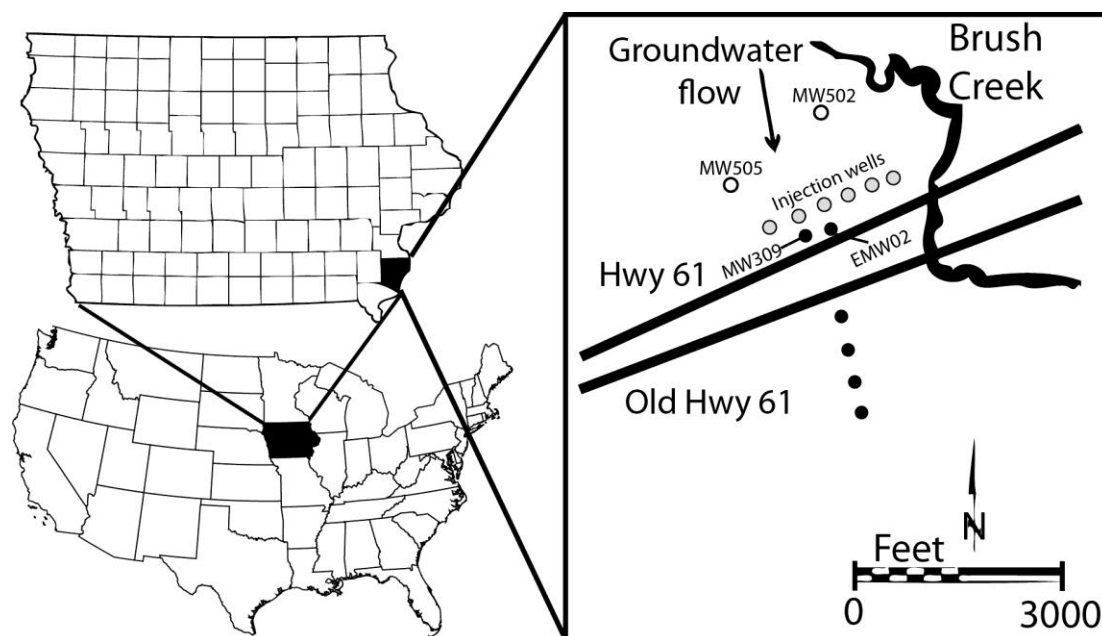 Groundwater
flow
Brush
Creek
MW502
MW505
Injection wells
MW309
EMW02
Hwy 61
Old Hwy 61
N
Feet
0 3000